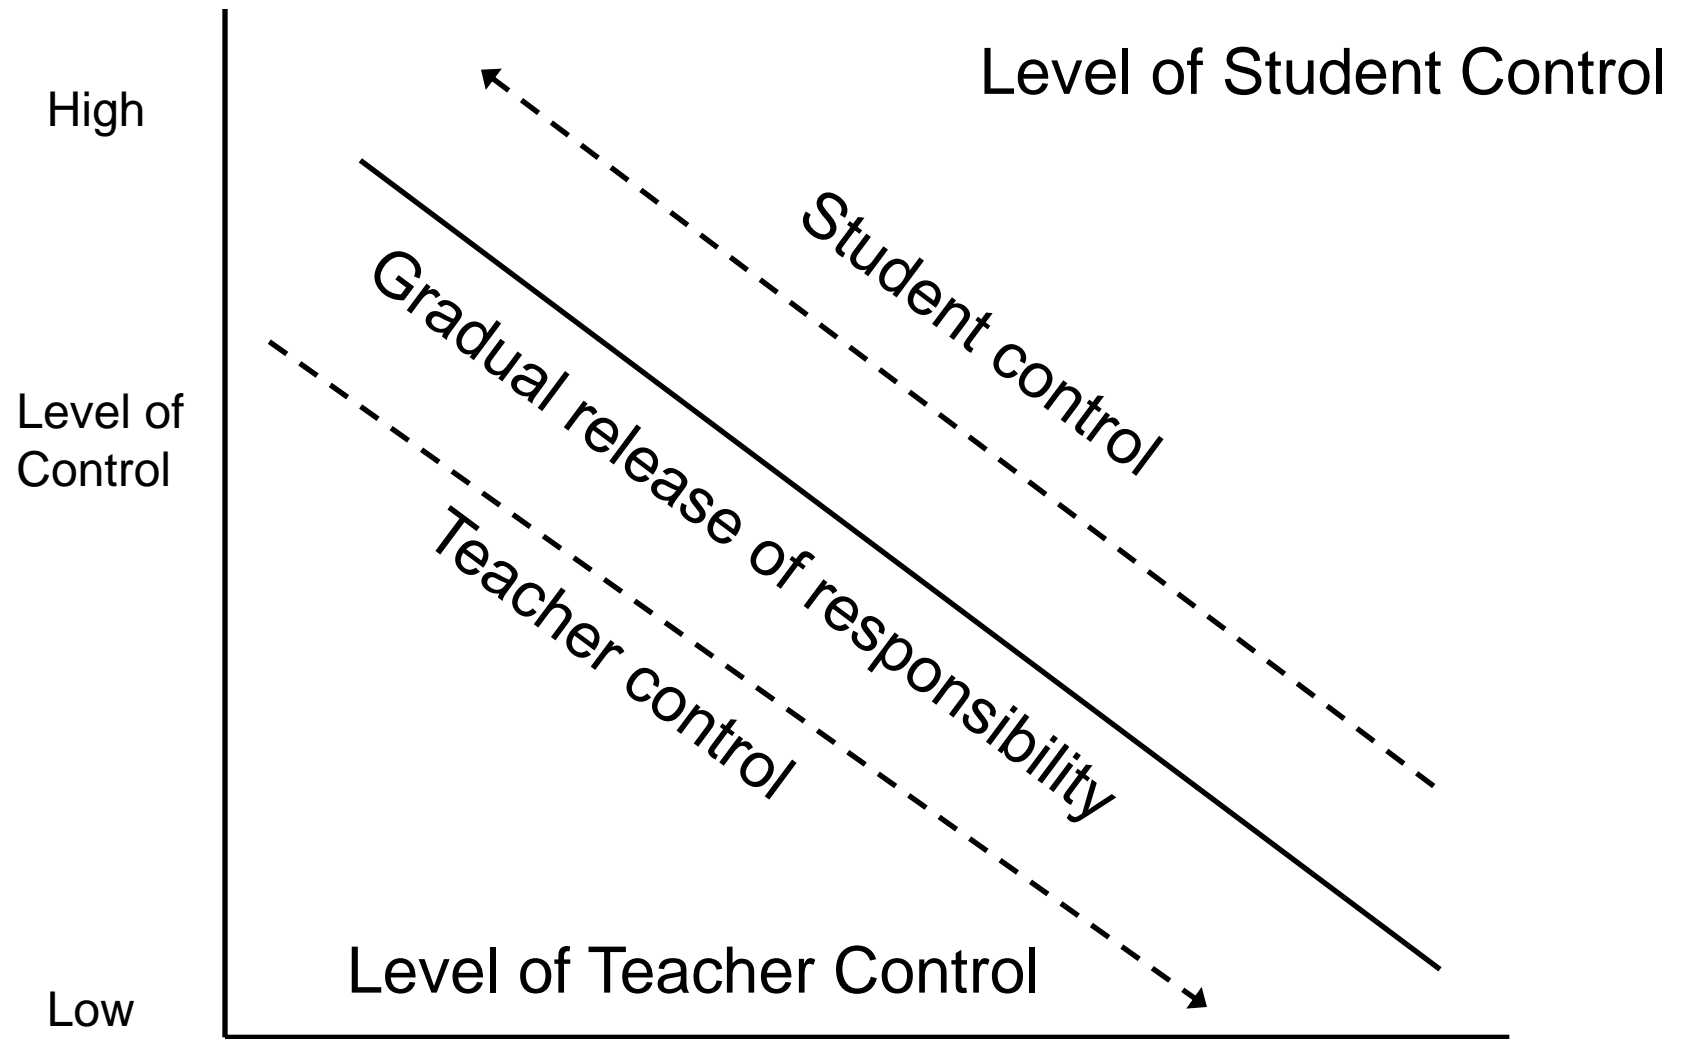 Level of Student Control
High
Student control
Gradual release of responsibility
Level of
Control
Teacher control
Level of Teacher Control
Low